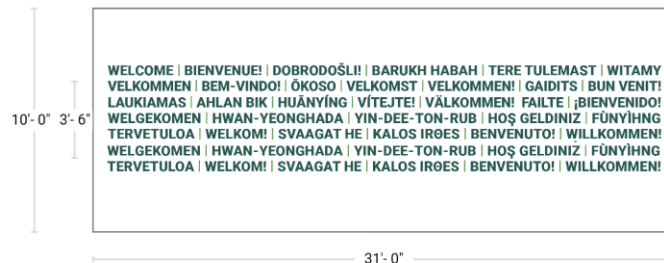 WELCOME | BIENVENUE! | DOBRODOŠLI! | BARUKH HABAH | TERE TULEMAST | WITAMY
VELKOMMEN | BEM-VINDO! | ÕKOSO | VELKOMST | VELKOMMEN! | GAIDITS | BUN VENIT!
LAUKIAMAS | AHLAN BIK | HUĀNYÍNG | VÍTEJTE! | VÄLKOMMEN! FAILTE | ¡BIENVENIDO!
10'- 0" 3'- 6" WELGEKOMEN | HWAN-YEONGHADA | YIN-DEE-TON-RUB | HOŞ GELDINIZ | FÙNYÌHNG
TERVETULOA | WELKOM! | SVAAGAT HE | KALOS IRΘES | BENVENUTO! | WILLKOMMEN!
WELGEKOMEN | HWAN-YEONGHADA | YIN-DEE-TON-RUB | HOŞ GELDINIZ | FÙNYÌHNG
TERVETULOA | WELKOM! | SVAAGAT HE | KALOS IRΘES | BENVENUTO! | WILLKOMMEN!
31'- 0"